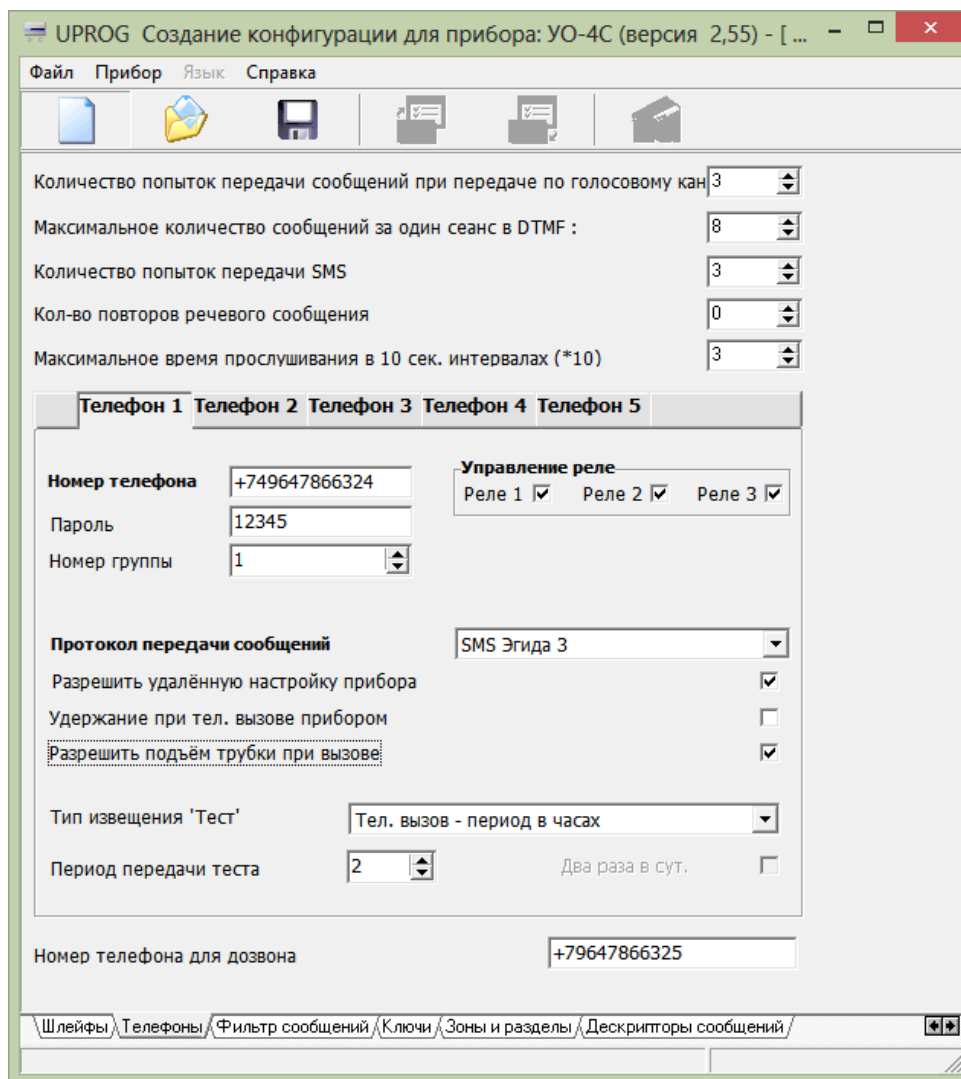 UPROG Создание конфигурации для прибора: УО-4С (версия 2,55) - [ ...
Файл Прибор Язык Справка
Количество попыток передачи сообщений при передаче по голосовому кан 3
Максимальное количество сообщений за один сеанс в DTMF : 8
Количество попыток передачи SMS 3
Кол-во повторов речевого сообщения 0
Максимальное время прослушивания в 10 сек. интервалах (*10) 3
Телефон 1 Телефон 2 Телефон 3 Телефон 4 Телефон 5
Номер телефона +749647866324
Управление реле
Реле 1 Реле 2 Реле 3
Пароль 12345
Номер группы 1
Протокол передачи сообщений SMS Эгида 3
Разрешить удалённую настройку прибора
Удержание при тел. вызове прибором
Разрешить подъём трубки при вызове
Тип извещения 'Тест' Тел. вызов - период в часах
Период передачи теста 2 Два раза в сут.
Номер телефона для дозвона +79647866325
Шлейфы Телефоны Фильтр сообщений Ключи Зоны и разделы Дескрипторы сообщений